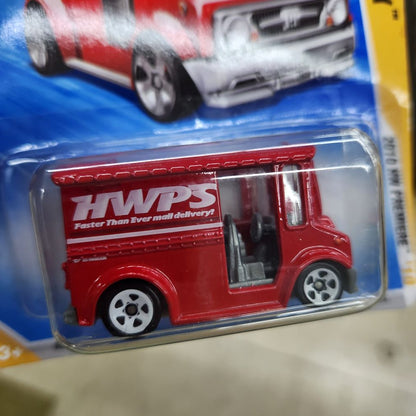 HWPS
Faster Than Ever mail delivery!
2010 HW PREMIERE
3+